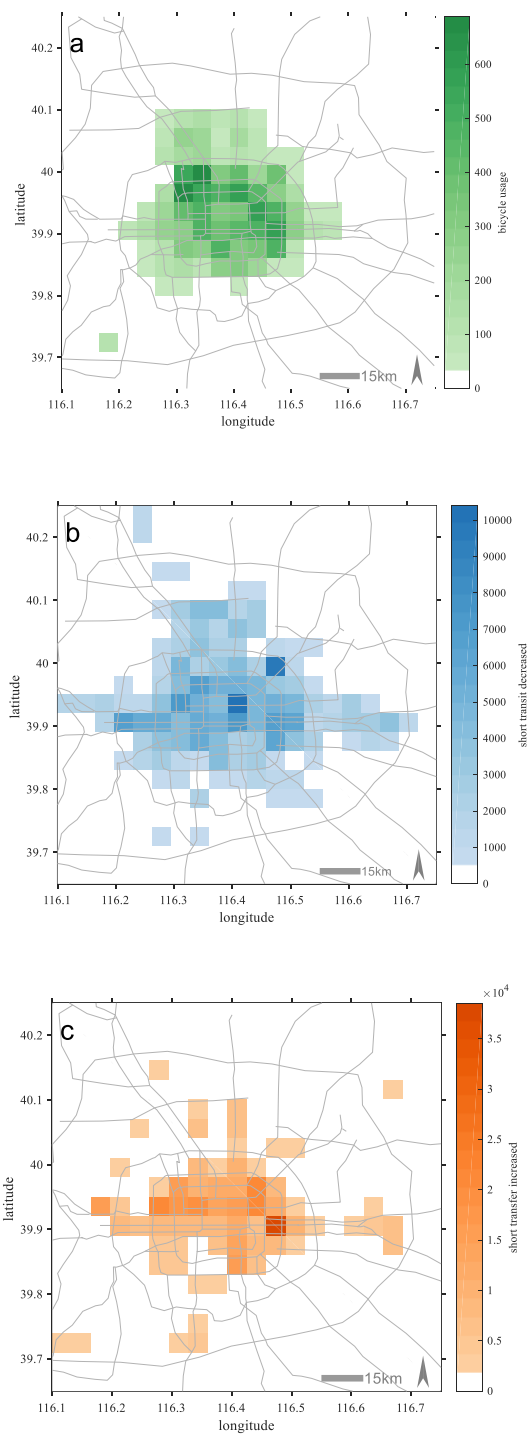 a
40.2
40.1
40
39.9
39.8
39.7
latitude
116.1 116.2 116.3 116.4 116.5 116.6 116.7
longitude
15km
600
500
400
300
200
100
0
bicycle usage
b
40.2
40.1
40
39.9
39.8
39.7
latitude
116.1 116.2 116.3 116.4 116.5 116.6 116.7
longitude
15km
10000
9000
8000
7000
6000
5000
4000
3000
2000
1000
0
short transit decreased
c
40.2
40.1
40
39.9
39.8
39.7
latitude
116.1 116.2 116.3 116.4 116.5 116.6 116.7
longitude
15km
×10⁴
3.5
3
2.5
2
1.5
1
0.5
0
short transfer increased